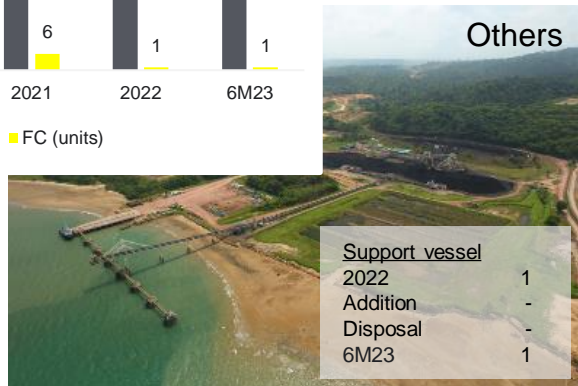 Others
6 1 1
2021 2022 6M23
FC (units)
Support vessel
2022 1
Addition -
Disposal -
6M23 1